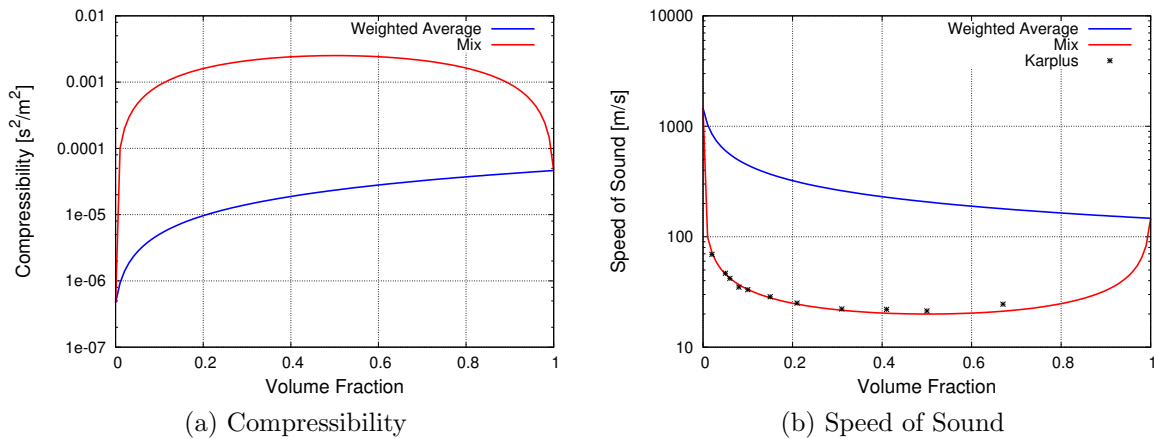 0.01
0.001
0.0001
1e-05
1e-06
1e-07
Compressibility [s²/m²]
Weighted Average
Mix
0
0.2
0.4
0.6
0.8
1
Volume Fraction
(a) Compressibility
10000
1000
100
10
Speed of Sound [m/s]
Weighted Average
Mix
Karplus
0
0.2
0.4
0.6
0.8
1
Volume Fraction
(b) Speed of Sound